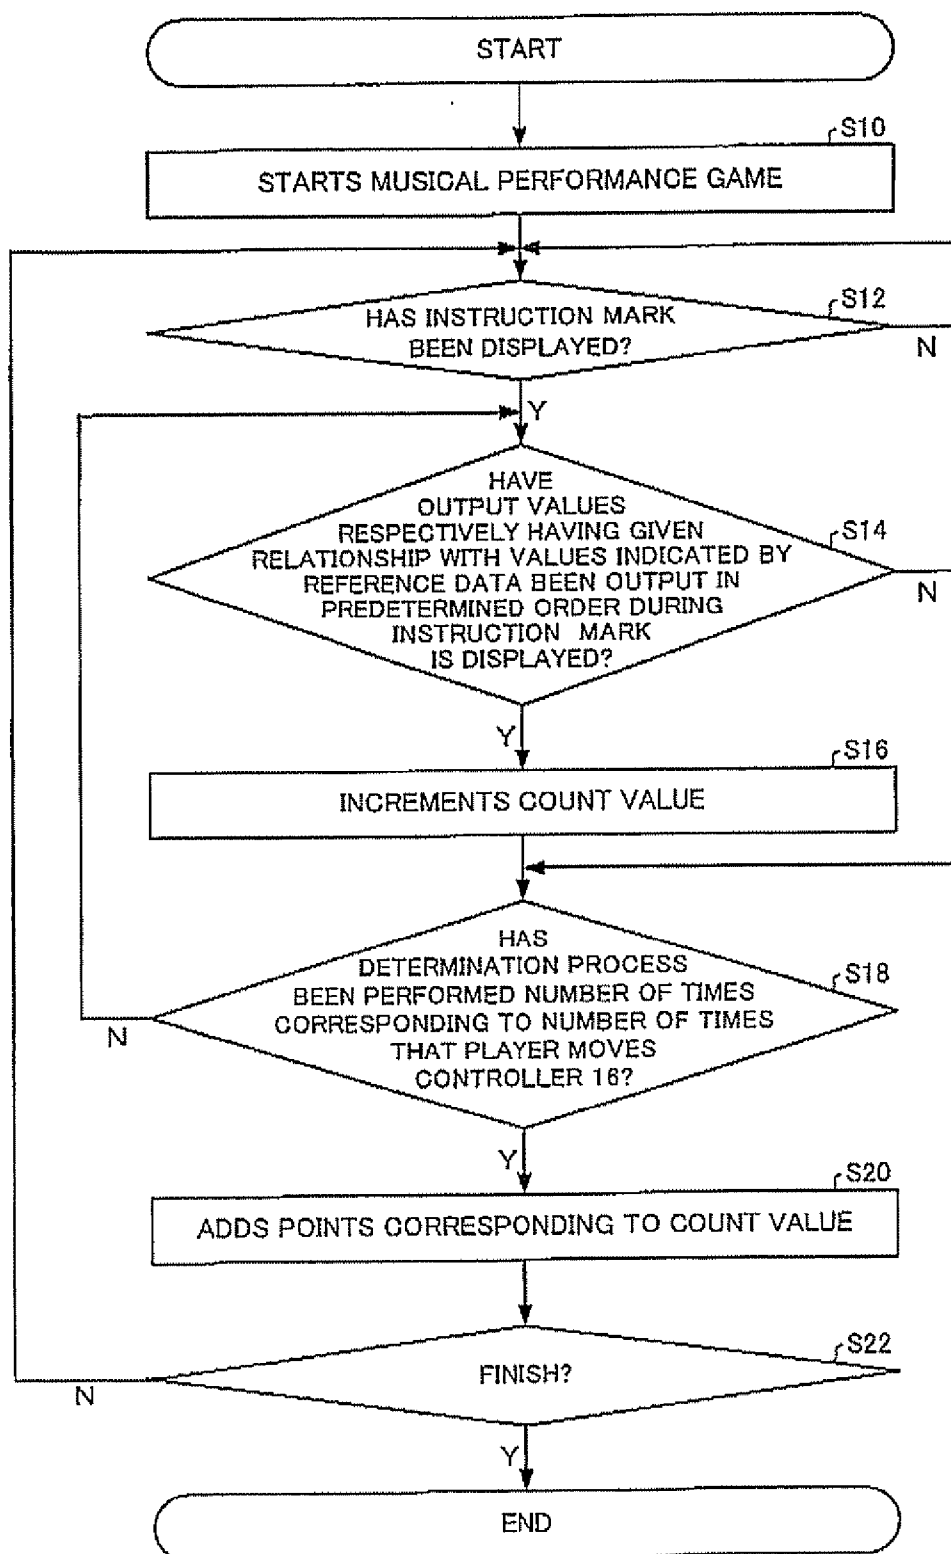 START
S10
STARTS MUSICAL PERFORMANCE GAME
S12
HAS INSTRUCTION MARK
BEEN DISPLAYED?
N
Y
HAVE
OUTPUT VALUES
RESPECTIVELY HAVING GIVEN
RELATIONSHIP WITH VALUES INDICATED BY
REFERENCE DATA BEEN OUTPUT IN
PREDETERMINED ORDER DURING
INSTRUCTION MARK
IS DISPLAYED?
S14
N
Y
S16
INCREMENTS COUNT VALUE
HAS
DETERMINATION PROCESS
BEEN PERFORMED NUMBER OF TIMES
CORRESPONDING TO NUMBER OF TIMES
THAT PLAYER MOVES
CONTROLLER 16?
S18
N
Y
S20
ADDS POINTS CORRESPONDING TO COUNT VALUE
S22
FINISH?
N
Y
END